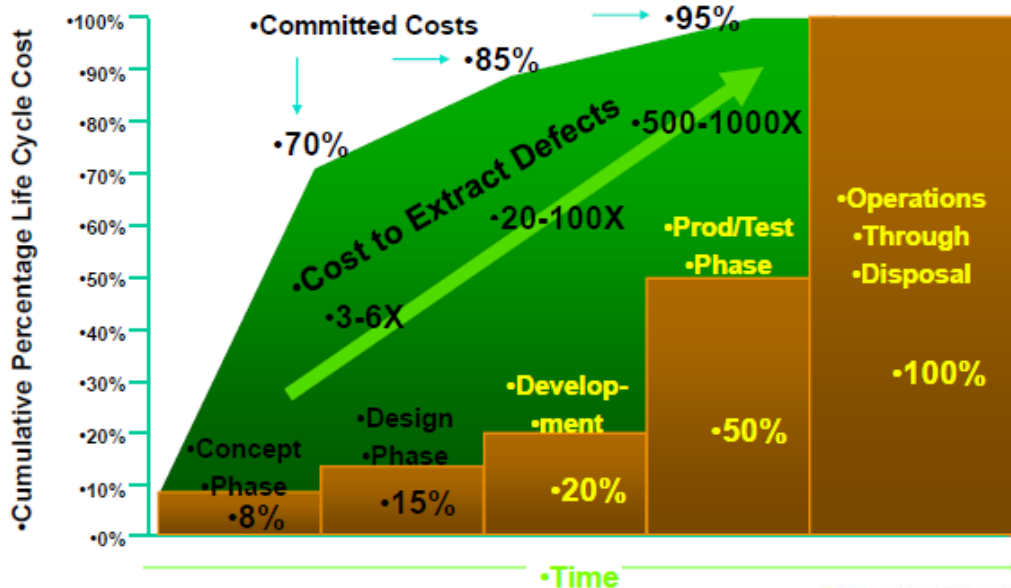 •Cumulative Percentage Life Cycle Cost
•100%
•90%
•80%
•70%
•60%
•50%
•40%
•30%
•20%
•10%
•0%
•Committed Costs
•70%
•85%
•95%
•Cost to Extract Defects
•3-6X
•20-100X
•500-1000X
•Concept
•Phase
•8%
•Design
•Phase
•15%
•Develop-
•ment
•20%
•Prod/Test
•Phase
•50%
•Operations
•Through
•Disposal
•100%
•Time